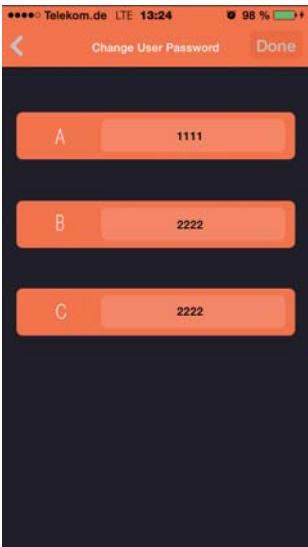 Telekom.de LTE 13:24 98 %
Change User Password Done
A 1111
B 2222
C 2222